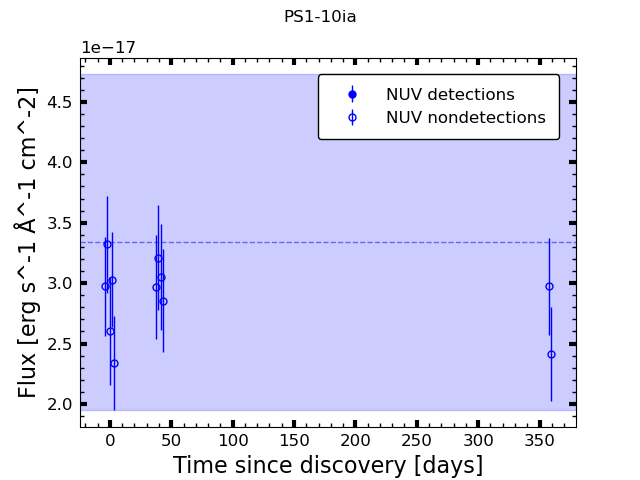 PS1-10ia
1e−17
NUV detections
NUV nondetections
4.5
4.0
3.5
3.0
2.5
2.0
Flux [erg s^-1 Å^-1 cm^-2]
0 50 100 150 200 250 300 350
Time since discovery [days]